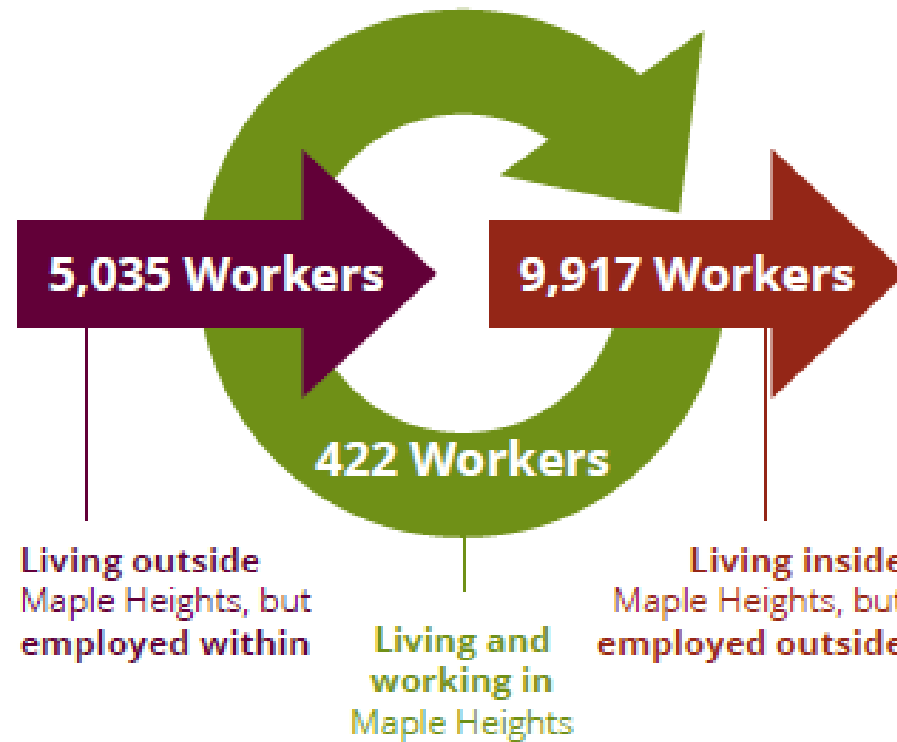 5,035 Workers
9,917 Workers
422 Workers
Living outside
Maple Heights, but
employed within
Living and
working in
Maple Heights
Living inside
Maple Heights, but
employed outside